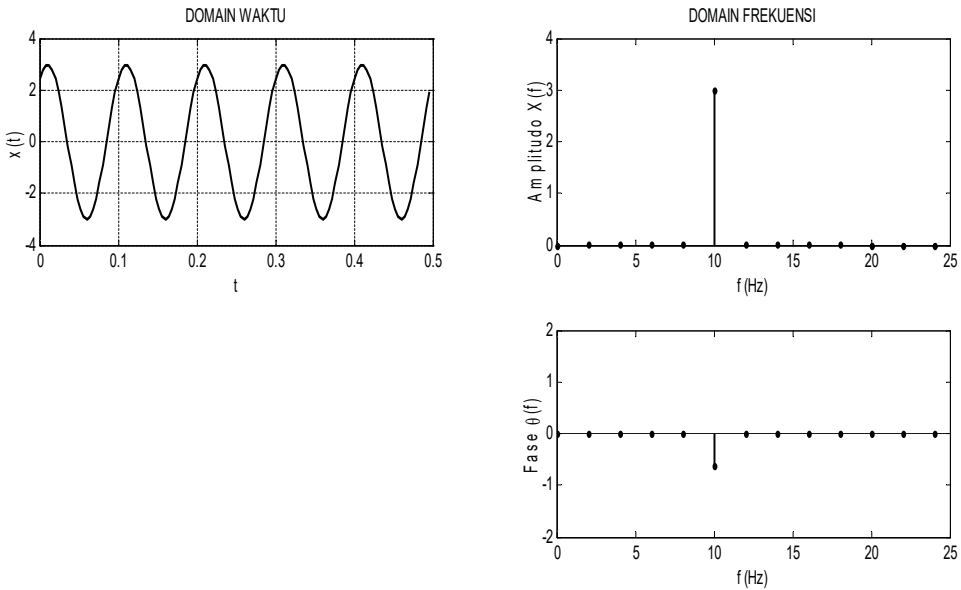 DOMAIN WAKTU
4
2
0
-2
-4
x (t)
0 0.1 0.2 0.3 0.4 0.5
t
DOMAIN FREKUENSI
4
3
2
1
0
Amplitudo X(f)
0 5 10 15 20 25
f (Hz)
2
1
0
-1
-2
Fase θ(f)
0 5 10 15 20 25
f (Hz)